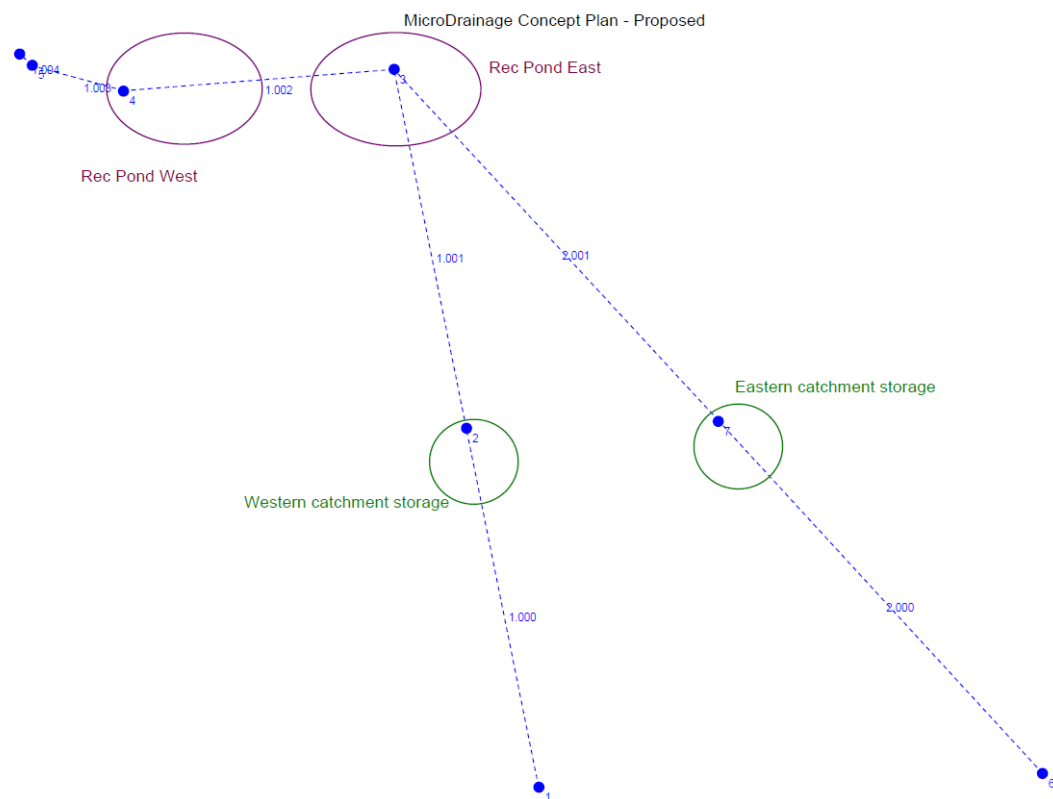 MicroDrainage Concept Plan - Proposed
Rec Pond East
1.004
5
1.003
4
1.002
3
Rec Pond West
1.001
2.001
Eastern catchment storage
2
7
Western catchment storage
1.000
2.000
6
1